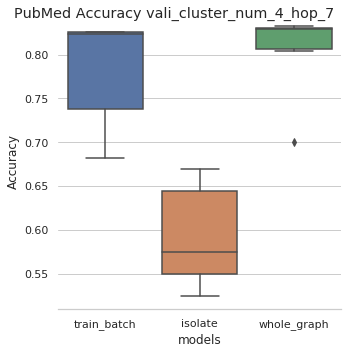 PubMed Accuracy vali_cluster_num_4_hop_7
0.80
0.75
0.70
0.65
0.60
0.55
Accuracy
train_batch isolate whole_graph
models